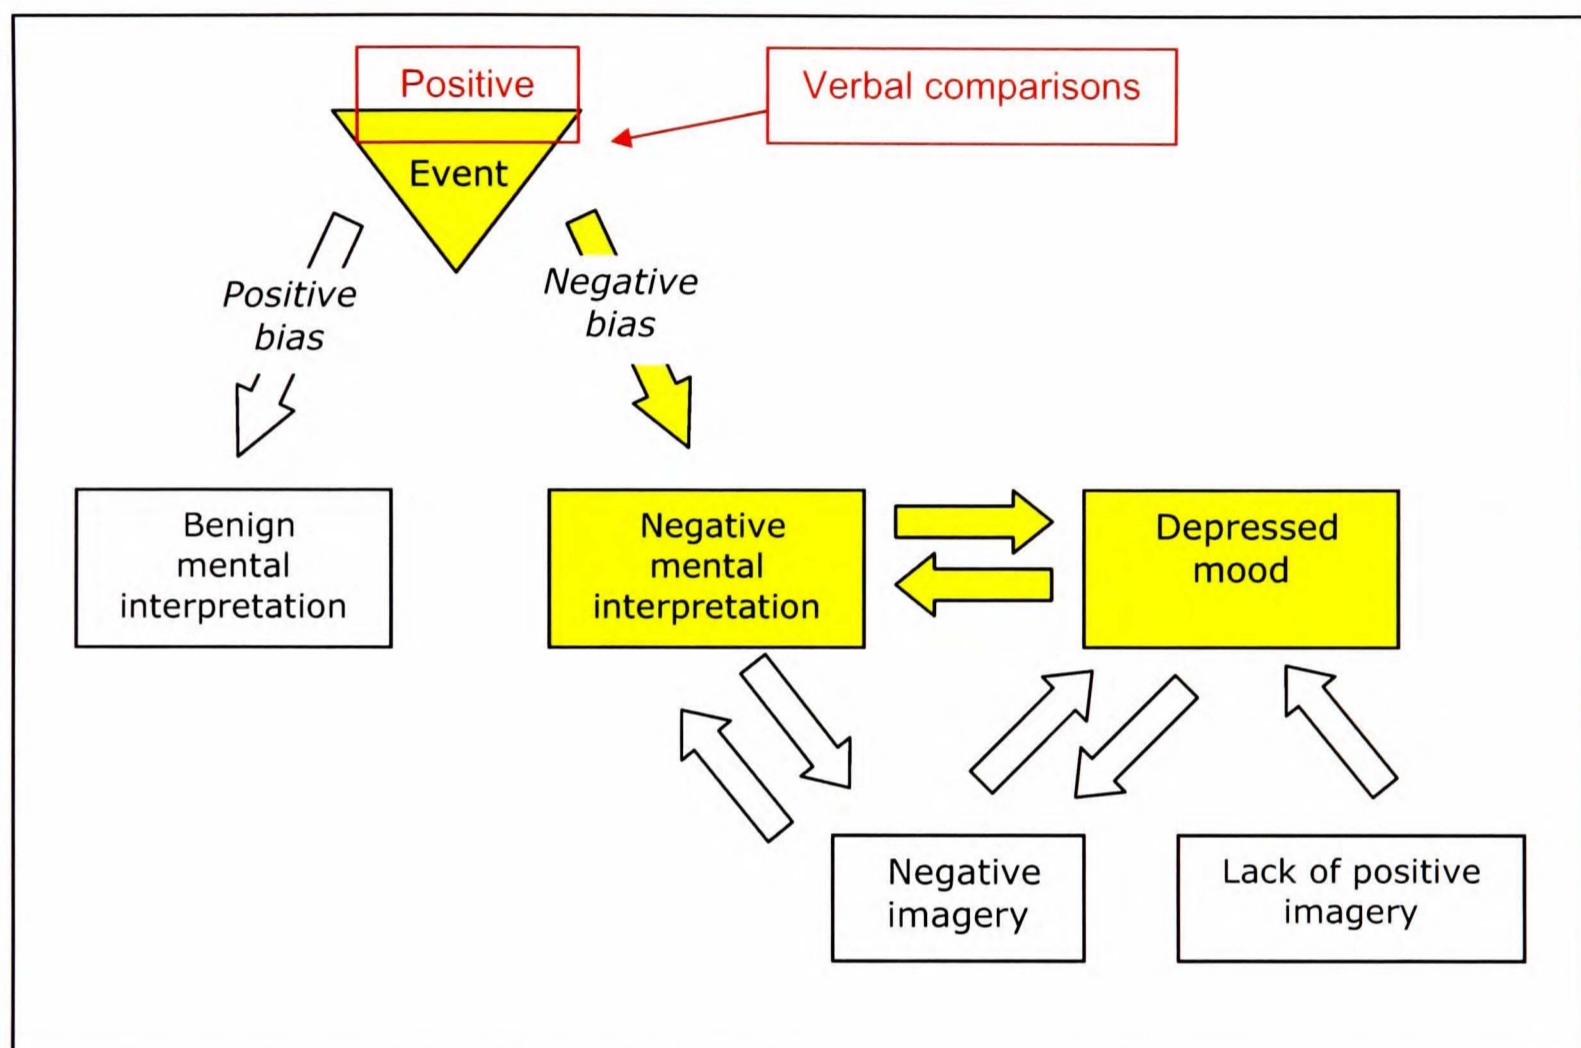 Positive
Verbal comparisons
Event
Positive
bias
Negative
bias
Benign
mental
interpretation
Negative
mental
interpretation
Depressed
mood
Negative
imagery
Lack of positive
imagery